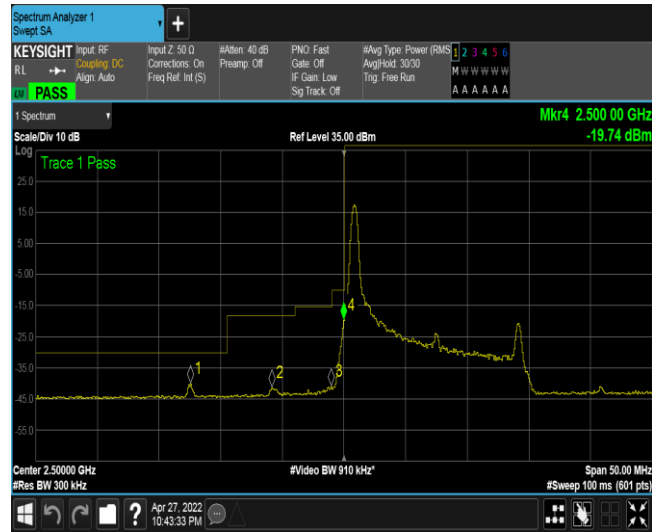 Spectrum Analyzer 1
Swept SA
KEYSIGHT Input: RF Input Z: 50 Ω #Atten: 40 dB PNO: Fast #Avg Type: Power (RMS 1 2 3 4 5 6
RL Coupling: DC Corrections: On Preamp: Off Gate: Off Avg|Hold: 30/30 M W W W W W
Align: Auto Freq Ref: Int (S) IF Gain: Low Trig: Free Run
PASS Sig Track: Off A A A A A A
1 Spectrum Mkr4 2.500 00 GHz
Scale/Div 10 dB Ref Level 35.00 dBm -19.74 dBm
Log
Trace 1 Pass
25.0
15.0
5.00
-5.00
-15.0
4
-25.0
-35.0
1 2 3
-45.0
-55.0
Center 2.50000 GHz #Video BW 910 kHz* Span 50.00 MHz
#Res BW 300 kHz #Sweep 100 ms (601 pts)
? Apr 27, 2022
10:43:33 PM